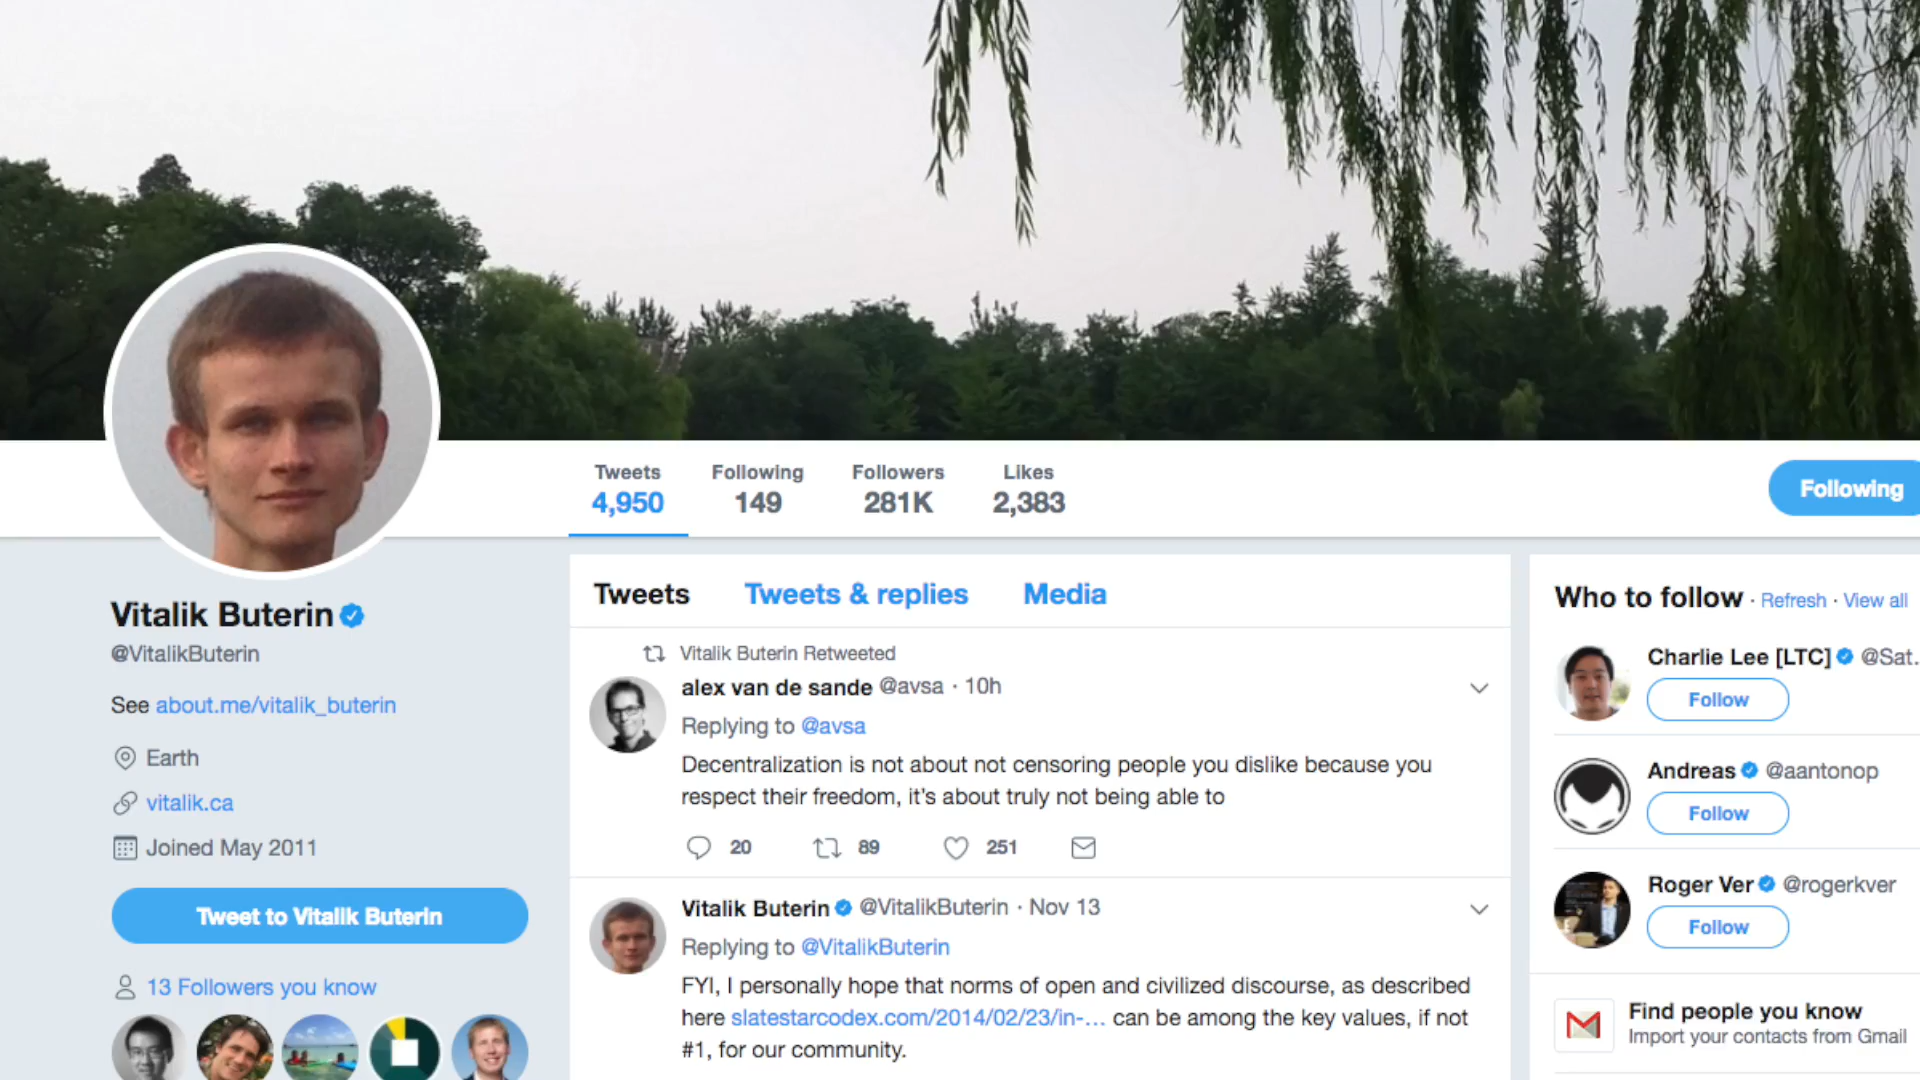 Tweets
4,950
Following
149
Followers
281K
Likes
2,383
Following
Vitalik Buterin
@VitalikButerin
See about.me/vitalik_buterin
Earth
vitalik.ca
Joined May 2011
Tweet to Vitalik Buterin
13 Followers you know
Tweets Tweets & replies Media
Vitalik Buterin Retweeted
alex van de sande @avsa · 10h
Replying to @avsa
Decentralization is not about not censoring people you dislike because you
respect their freedom, it's about truly not being able to
20 89 251
Vitalik Buterin @VitalikButerin · Nov 13
Replying to @VitalikButerin
FYI, I personally hope that norms of open and civilized discourse, as described
here slatestarcodex.com/2014/02/23/in-... can be among the key values, if not
#1, for our community.
Who to follow · Refresh · View all
Charlie Lee [LTC] @Sat.
Follow
Andreas @aantonop
Follow
Roger Ver @rogerkver
Follow
Find people you know
Import your contacts from Gmail